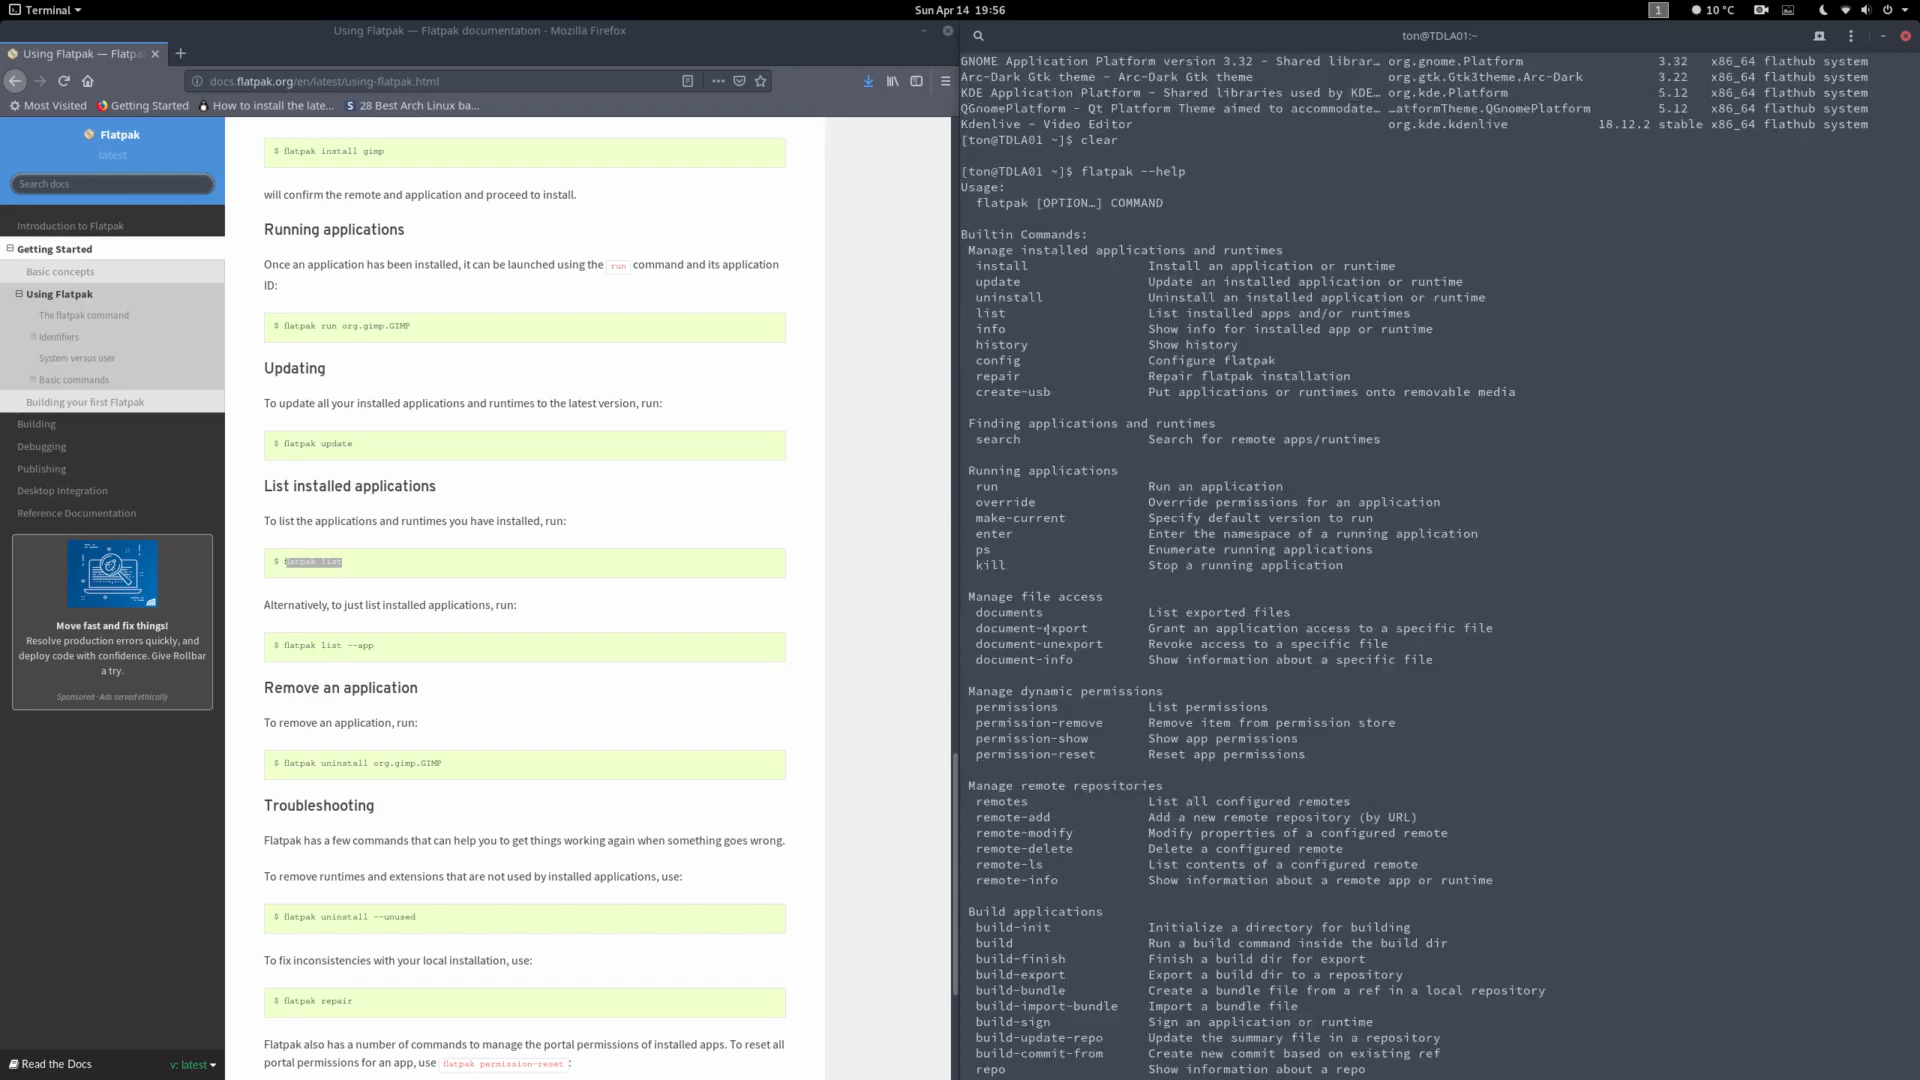 Terminal
Sun Apr 14 19:56
1
10 °C
Using Flatpak — Flatpak documentation - Mozilla Firefox
Using Flatpak — Flatpa
docs.flatpak.org/en/latest/using-flatpak.html
Most Visited
Getting Started
How to install the late...
S 28 Best Arch Linux ba...
Flatpak
latest
Search docs
Introduction to Flatpak
Getting Started
Basic concepts
Using Flatpak
The flatpak command
Identifiers
System versus user
Basic commands
Building your first Flatpak
Building
Debugging
Publishing
Desktop Integration
Reference Documentation
Move fast and fix things!
Resolve production errors quickly, and
deploy code with confidence. Give Rollbar
a try.
Sponsored · Ads served ethically
Read the Docs
v: latest
$ flatpak install gimp
will confirm the remote and application and proceed to install.
Running applications
Once an application has been installed, it can be launched using the run command and its application
ID:
$ flatpak run org.gimp.GIMP
Updating
To update all your installed applications and runtimes to the latest version, run:
$ flatpak update
List installed applications
To list the applications and runtimes you have installed, run:
$ flatpak list
Alternatively, to just list installed applications, run:
$ flatpak list --app
Remove an application
To remove an application, run:
$ flatpak uninstall org.gimp.GIMP
Troubleshooting
Flatpak has a few commands that can help you to get things working again when something goes wrong.
To remove runtimes and extensions that are not used by installed applications, use:
$ flatpak uninstall --unused
To fix inconsistencies with your local installation, use:
$ flatpak repair
Flatpak also has a number of commands to manage the portal permissions of installed apps. To reset all
portal permissions for an app, use flatpak permission-reset :
ton@TDLA01:~
GNOME Application Platform version 3.32 - Shared librar… org.gnome.Platform 3.32 x86_64 flathub system
Arc-Dark Gtk theme - Arc-Dark Gtk theme org.gtk.Gtk3theme.Arc-Dark 3.22 x86_64 flathub system
KDE Application Platform - Shared libraries used by KDE… org.kde.Platform 5.12 x86_64 flathub system
QGnomePlatform - Qt Platform Theme aimed to accommodate… …atformTheme.QGnomePlatform 5.12 x86_64 flathub system
Kdenlive - Video Editor org.kde.kdenlive 18.12.2 stable x86_64 flathub system
[ton@TDLA01 ~]$ clear
[ton@TDLA01 ~]$ flatpak --help
Usage:
flatpak [OPTION…] COMMAND
Builtin Commands:
Manage installed applications and runtimes
install Install an application or runtime
update Update an installed application or runtime
uninstall Uninstall an installed application or runtime
list List installed apps and/or runtimes
info Show info for installed app or runtime
history Show history
config Configure flatpak
repair Repair flatpak installation
create-usb Put applications or runtimes onto removable media
Finding applications and runtimes
search Search for remote apps/runtimes
Running applications
run Run an application
override Override permissions for an application
make-current Specify default version to run
enter Enter the namespace of a running application
ps Enumerate running applications
kill Stop a running application
Manage file access
documents List exported files
document-export Grant an application access to a specific file
document-unexport Revoke access to a specific file
document-info Show information about a specific file
Manage dynamic permissions
permissions List permissions
permission-remove Remove item from permission store
permission-show Show app permissions
permission-reset Reset app permissions
Manage remote repositories
remotes List all configured remotes
remote-add Add a new remote repository (by URL)
remote-modify Modify properties of a configured remote
remote-delete Delete a configured remote
remote-ls List contents of a configured remote
remote-info Show information about a remote app or runtime
Build applications
build-init Initialize a directory for building
build Run a build command inside the build dir
build-finish Finish a build dir for export
build-export Export a build dir to a repository
build-bundle Create a bundle file from a ref in a local repository
build-import-bundle Import a bundle file
build-sign Sign an application or runtime
build-update-repo Update the summary file in a repository
build-commit-from Create new commit based on existing ref
repo Show information about a repo